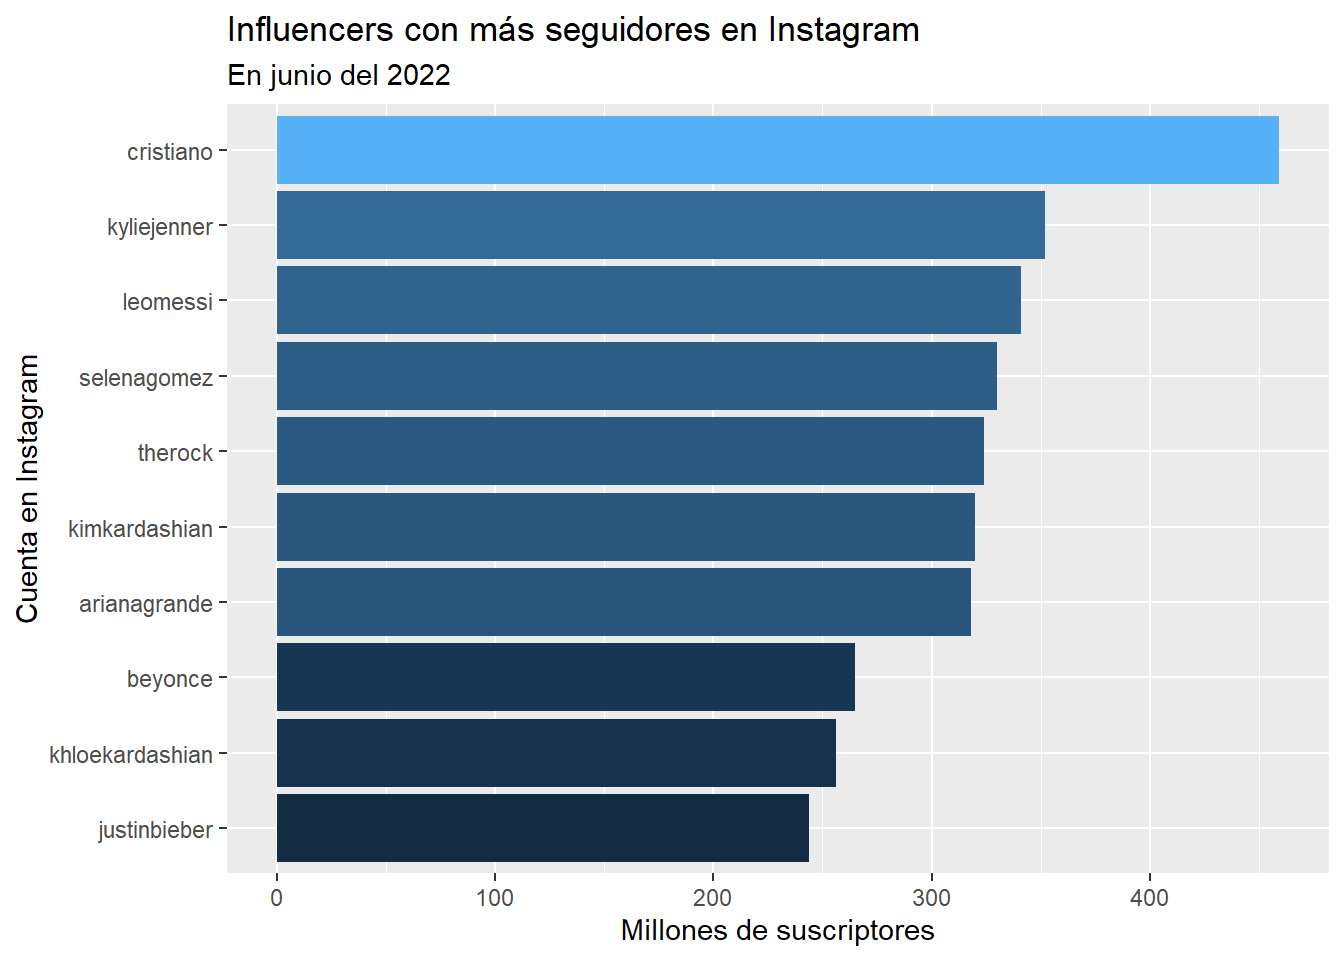 Influencers con más seguidores en Instagram
En junio del 2022
Cuenta en Instagram
cristiano
kyliejenner
leomessi
selenagomez
therock
kimkardashian
arianagrande
beyonce
khloekardashian
justinbieber
0 100 200 300 400
Millones de suscriptores